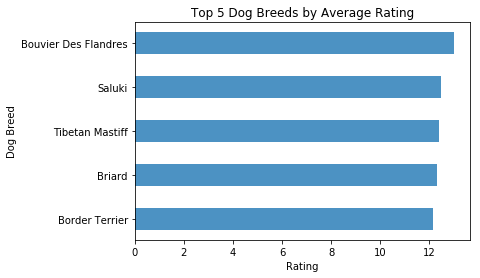 Top 5 Dog Breeds by Average Rating
Dog Breed
Bouvier Des Flandres
Saluki
Tibetan Mastiff
Briard
Border Terrier
0 2 4 6 8 10 12
Rating